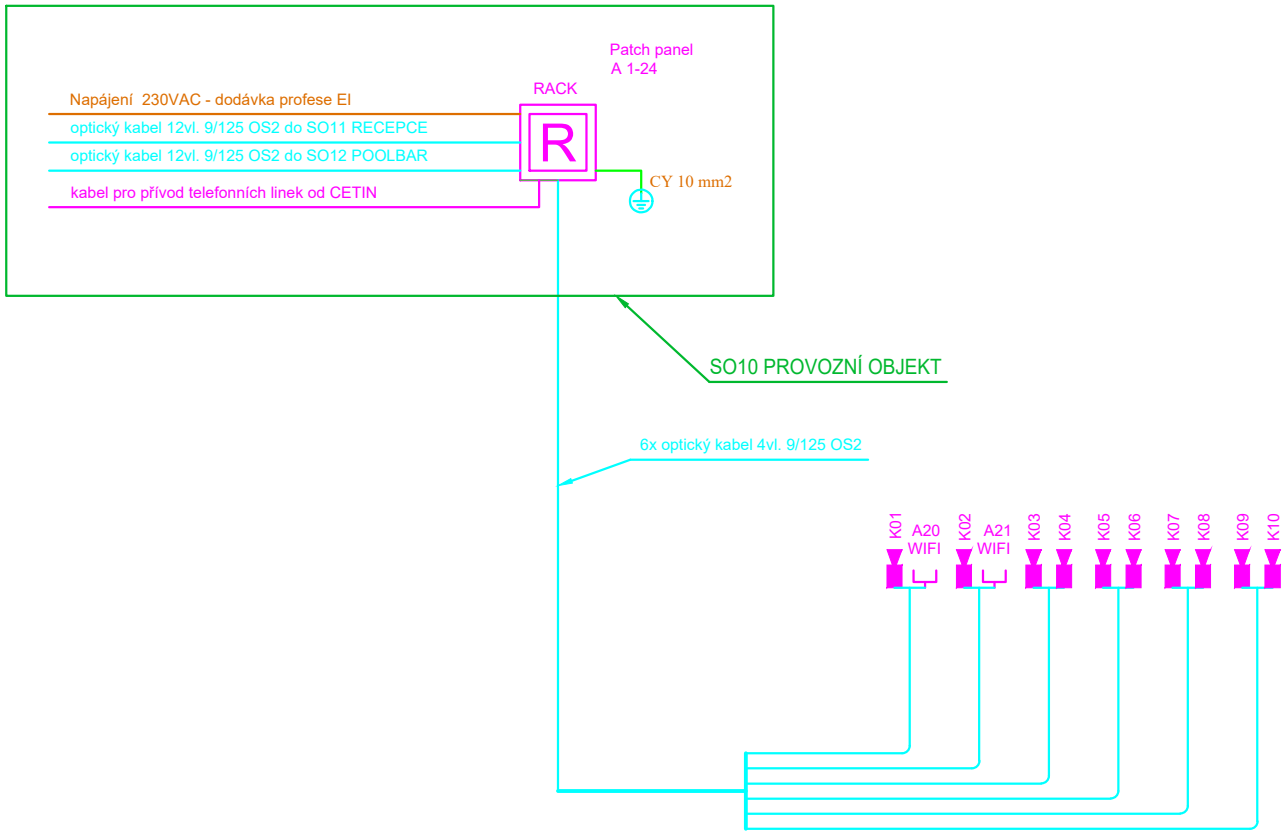 Patch panel
A 1-24
RACK
Napájení  230VAC - dodávka profese EI
optický kabel 12vl. 9/125 OS2 do SO11 RECEPCE
optický kabel 12vl. 9/125 OS2 do SO12 POOLBAR
kabel pro přívod telefonních linek od CETIN
R
CY 10 mm2
SO10 PROVOZNÍ OBJEKT
6x optický kabel 4vl. 9/125 OS2
K01
A20
WIFI
K02
A21
WIFI
K03
K04
K05
K06
K07
K08
K09
K10